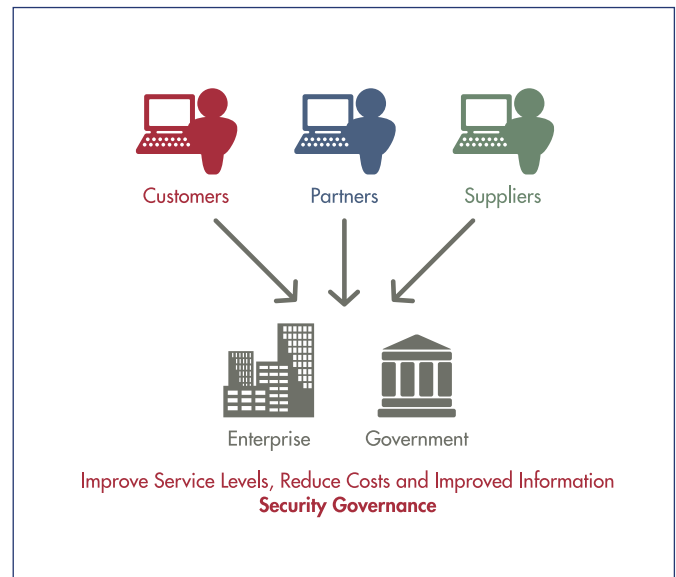 Customers
Partners
Suppliers
Enterprise
Government
Improve Service Levels, Reduce Costs and Improved Information
Security Governance